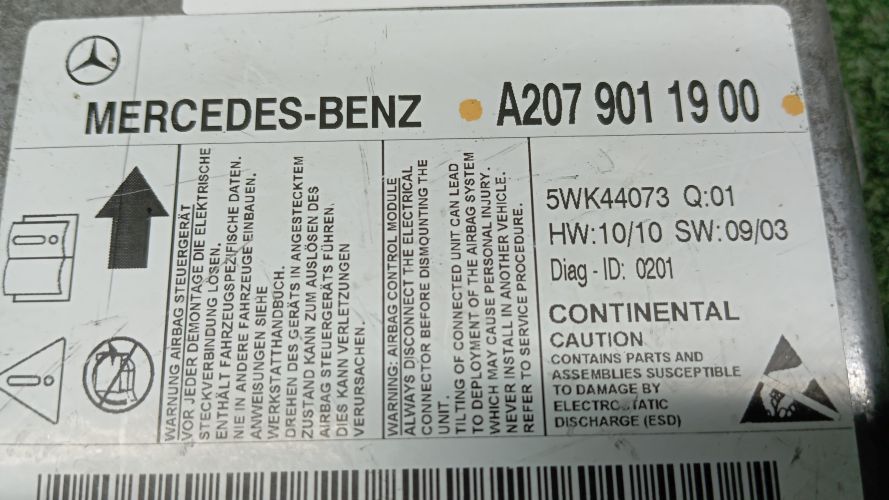 MERCEDES-BENZ
A207 901 19 00
WARNUNG AIRBAG STEUERGERÄT
VOR JEDER DEMONTAGE DIE ELEKTRISCHE
STECKVERBINDUNG LÖSEN.
ENTHÄLT FAHRZEUGSPEZIFISCHE DATEN.
NIE IN ANDERE FAHRZEUGE EINBAUEN.
ANWEISUNGEN SIEHE
WERKSTATTHANDBUCH.
DREHEN DES GERÄTS IN ANGESTECKTEM
ZUSTAND KANN ZUM AUSLÖSEN DES
AIRBAG STEUERGERÄTS FÜHREN.
DIES KANN VERLETZUNGEN
VERURSACHEN.
WARNING: AIRBAG CONTROL MODULE
ALWAYS DISCONNECT THE ELECTRICAL
CONNECTOR BEFORE DISMOUNTING THE
UNIT.
TILTING OF CONNECTED UNIT CAN LEAD
TO DEPLOYMENT OF THE AIRBAG SYSTEM
WHICH MAY CAUSE PERSONAL INJURY.
NEVER INSTALL IN ANOTHER VEHICLE.
REFER TO SERVICE PROCEDURE.
5WK44073 Q:01
HW:10/10 SW:09/03
Diag - ID: 0201
CONTINENTAL
CAUTION
CONTAINS PARTS AND
ASSEMBLIES SUSCEPTIBLE
TO DAMAGE BY
ELECTROSTATIC
DISCHARGE (ESD)